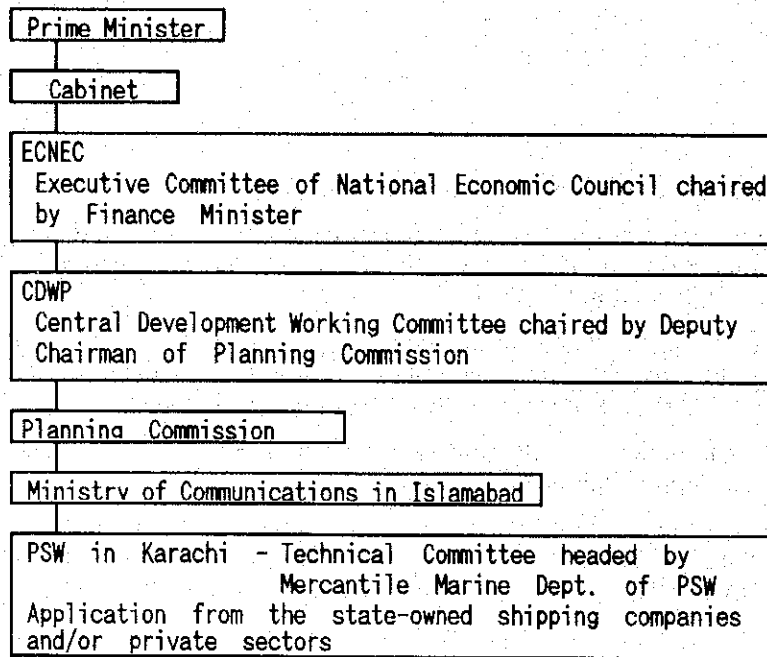 Prime Minister
Cabinet
ECNEC
Executive Committee of National Economic Council chaired
by Finance Minister
CDWP
Central Development Working Committee chaired by Deputy
Chairman of Planning Commission
Planning Commission
Ministry of Communications in Islamabad
PSW in Karachi - Technical Committee headed by
Mercantile Marine Dept. of PSW
Application from the state-owned shipping companies
and/or private sectors